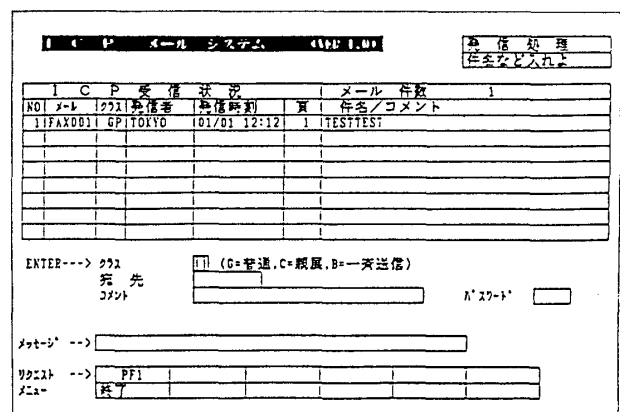 I C P メール システム (VER 1.00)
発 信 処 理
件名など入れよ
I C P 受 信 状 況 メール 件数 1
NO メール クラス 発信者 発信時刻 頁 件名/コメント
1 FAX001 GP TOKYO 01/01 12:12 1 TESTTEST
ENTER---> クラス (G=普通,C=親展,B=一斉送信)
宛 先
コメント パスワード
メッセージ -->
リクエスト --> PF1
メニュー 終了